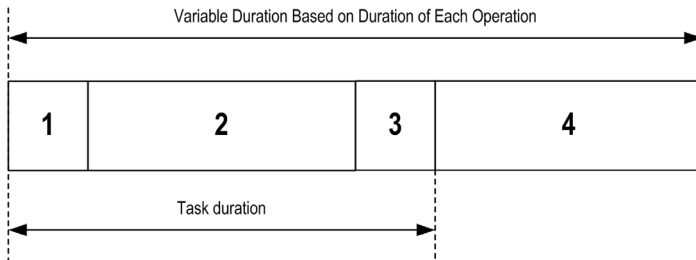 Variable Duration Based on Duration of Each Operation
1 2 3 4
Task duration